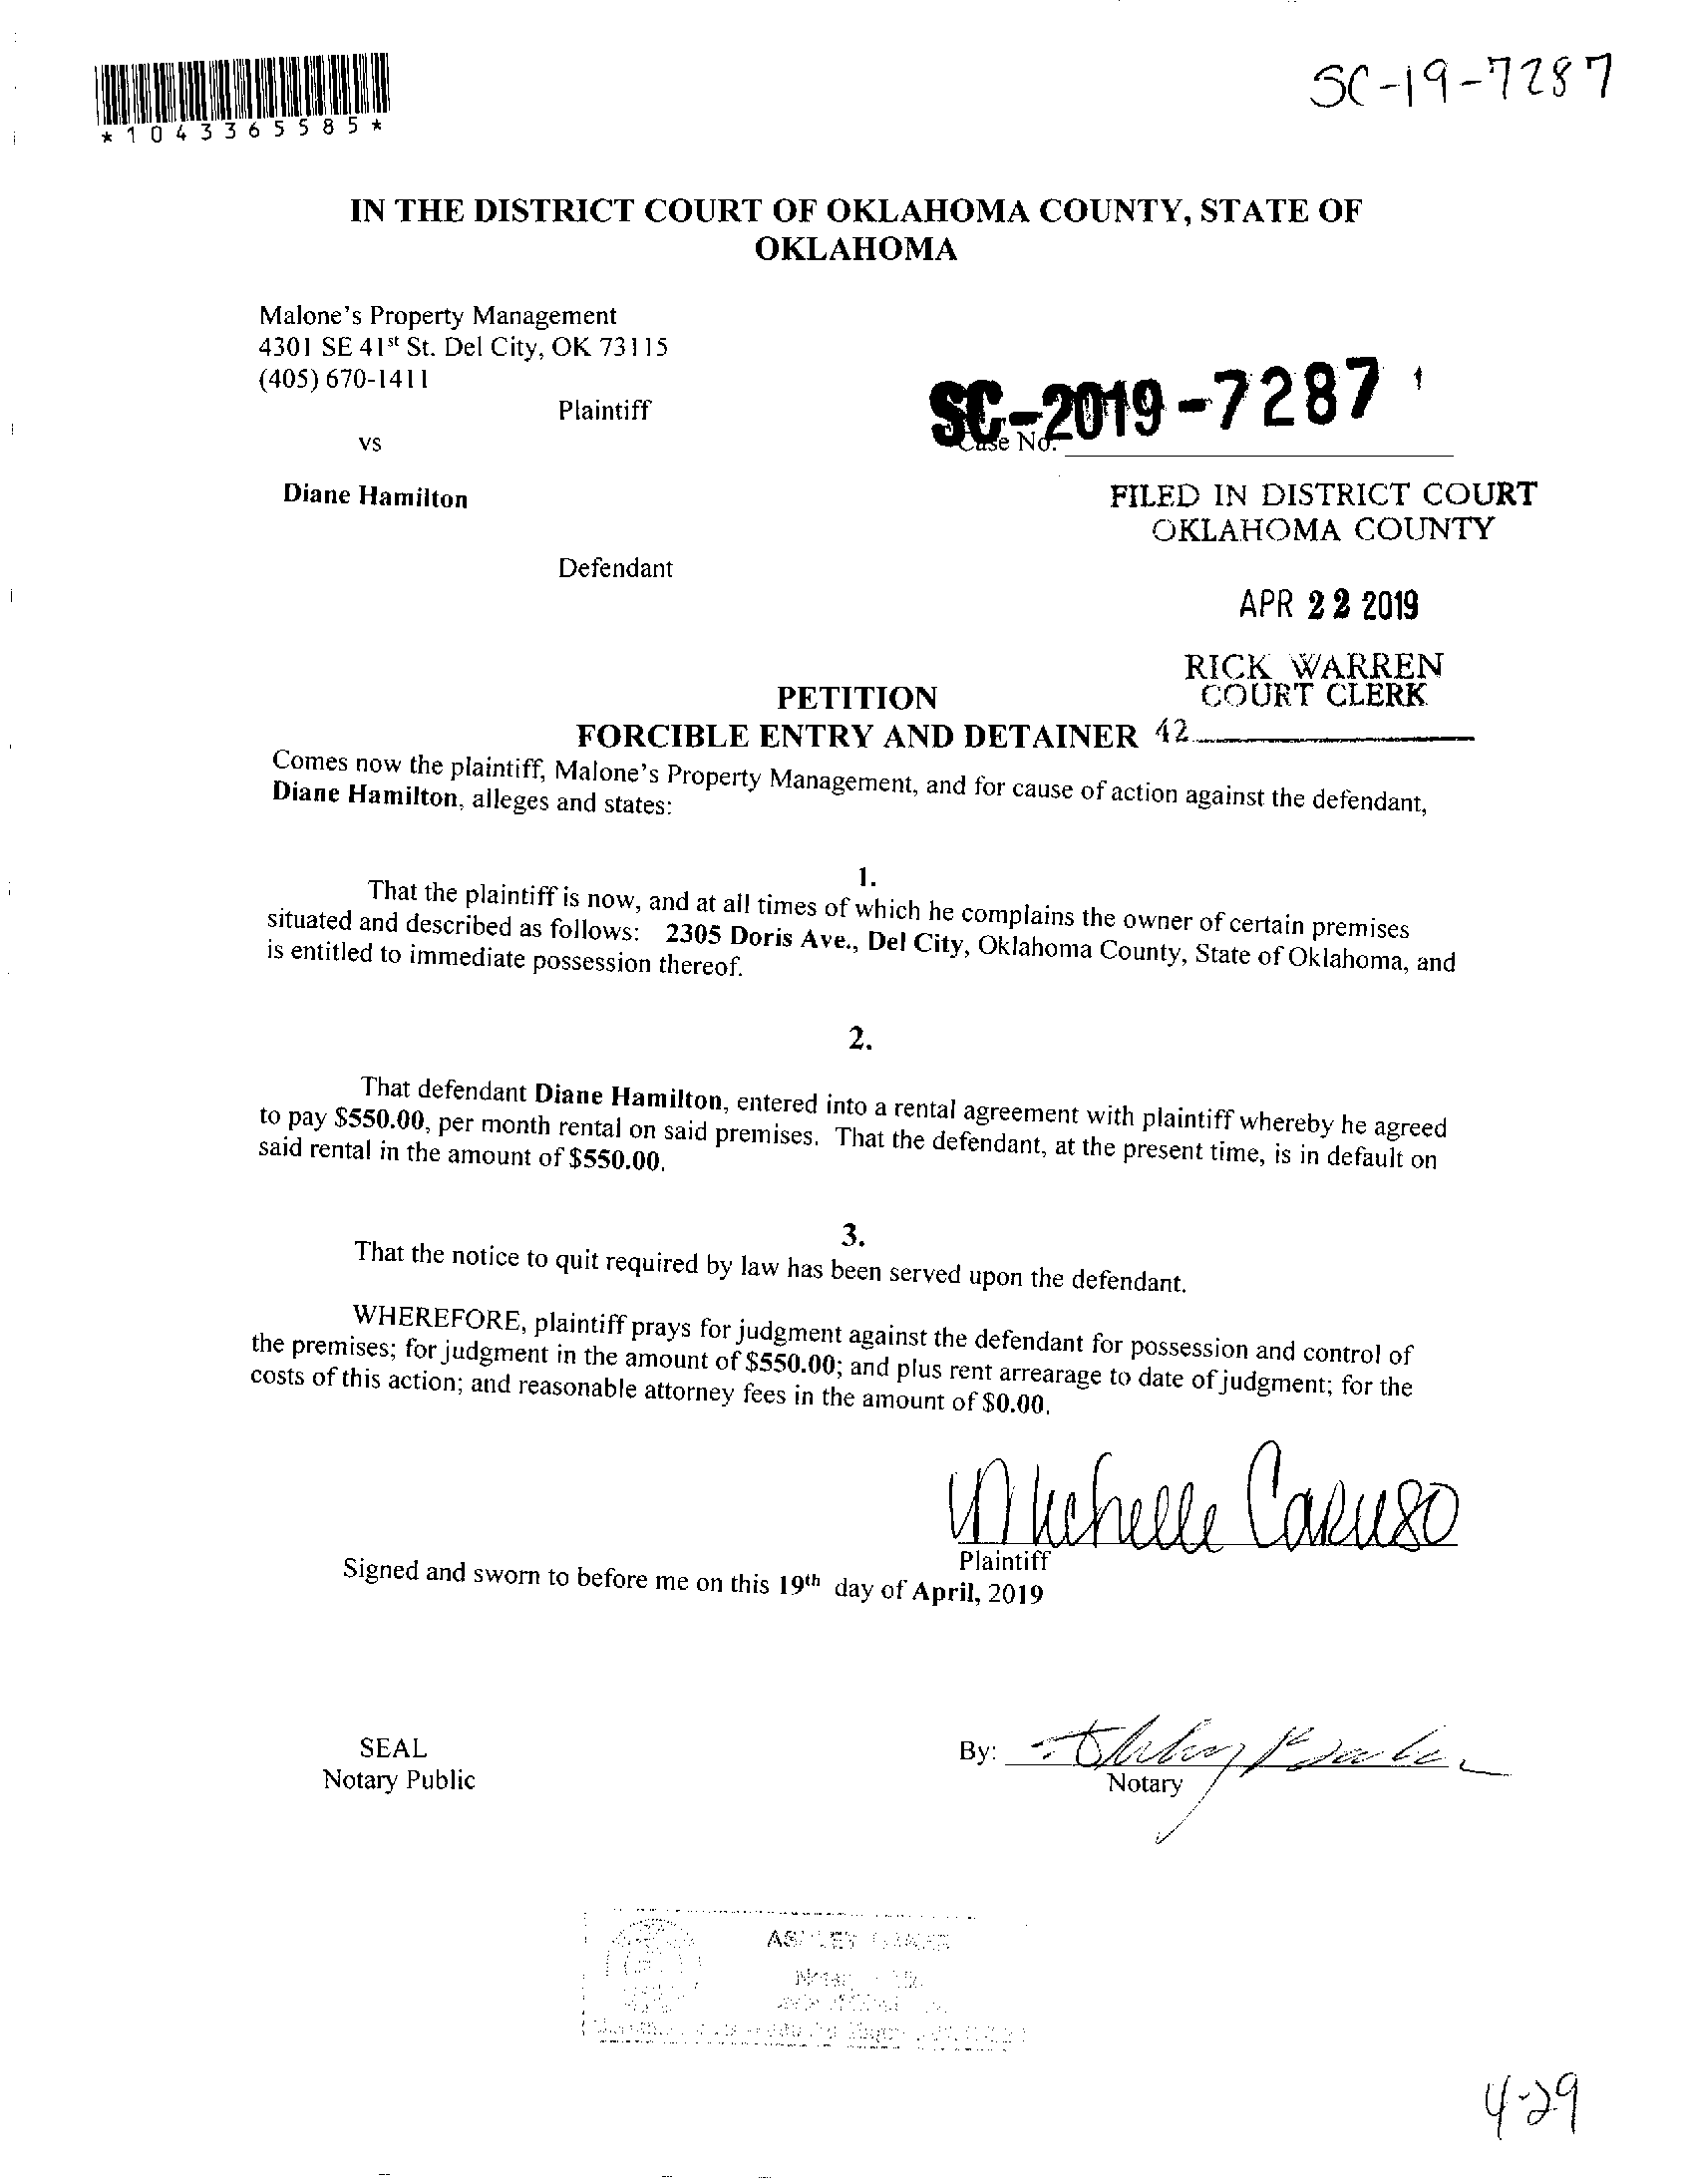 *1043365585*
SC-19-7287
IN THE DISTRICT COURT OF OKLAHOMA COUNTY, STATE OF
OKLAHOMA
Malone's Property Management
4301 SE 41st St. Del City, OK 73115
(405) 670-1411
Plaintiff
vs
SC-2019-7287
Case No.
Diane Hamilton
Defendant
FILED IN DISTRICT COURT
OKLAHOMA COUNTY
APR 22 2019
RICK WARREN
COURT CLERK
42
PETITION
FORCIBLE ENTRY AND DETAINER
Comes now the plaintiff, Malone's Property Management, and for cause of action against the defendant,
Diane Hamilton, alleges and states:
1.
That the plaintiff is now, and at all times of which he complains the owner of certain premises
situated and described as follows: 2305 Doris Ave., Del City, Oklahoma County, State of Oklahoma, and
is entitled to immediate possession thereof.
2.
That defendant Diane Hamilton, entered into a rental agreement with plaintiff whereby he agreed
to pay $550.00, per month rental on said premises. That the defendant, at the present time, is in default on
said rental in the amount of $550.00.
3.
That the notice to quit required by law has been served upon the defendant.
WHEREFORE, plaintiff prays for judgment against the defendant for possession and control of
the premises; for judgment in the amount of $550.00; and plus rent arrearage to date of judgment; for the
costs of this action; and reasonable attorney fees in the amount of $0.00.
Michelle Caruso
Plaintiff
Signed and sworn to before me on this 19th day of April, 2019
SEAL
Notary Public
By:
Notary
4-29